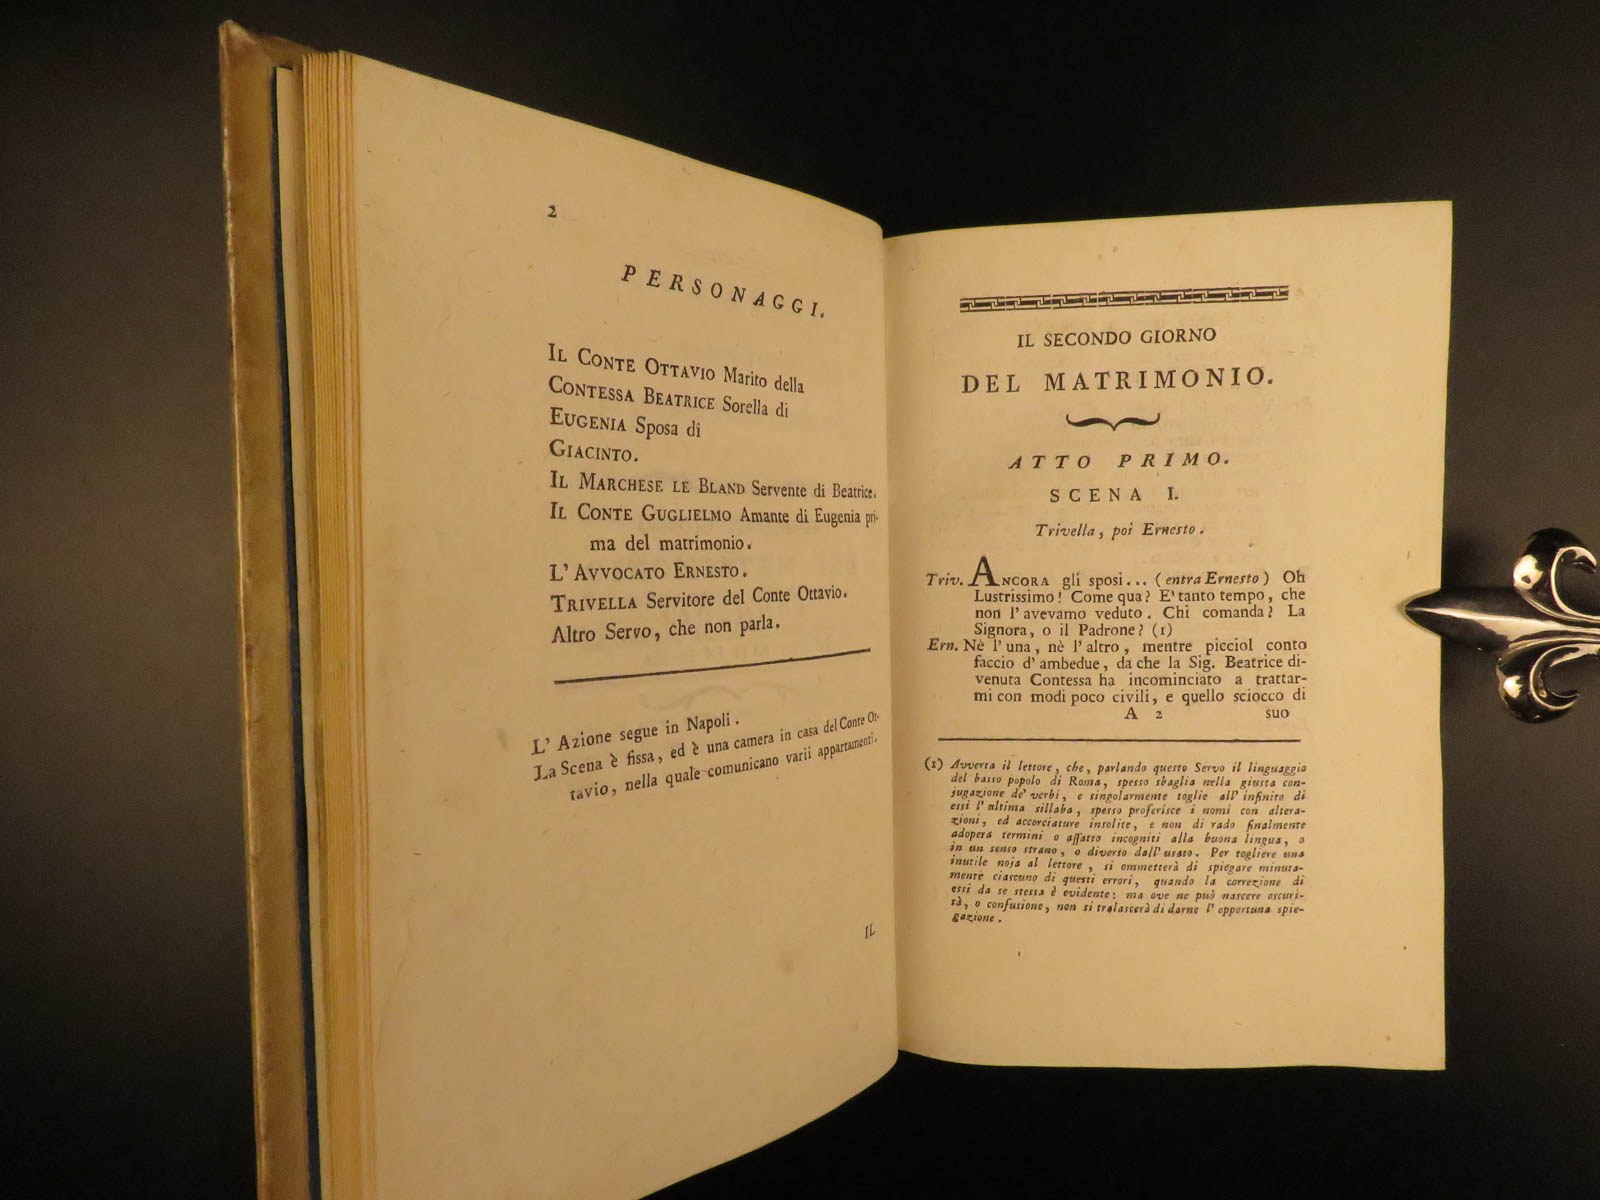 2
PERSONAGGI.
IL CONTE OTTAVIO Marito della
CONTESSA BEATRICE Sorella di
EUGENIA Sposa di
GIACINTO.
IL MARCHESE LE BLAND Servente di Beatrice.
IL CONTE GUGLIELMO Amante di Eugenia pri-
ma del matrimonio.
L' AVVOCATO ERNESTO.
TRIVELLA Servitore del Conte Ottavio.
Altro Servo, che non parla.
L' Azione segue in Napoli.
La Scena è fissa, ed è una camera in casa del Conte Ot-
tavio, nella quale comunicano varii appartamenti.
IL
IL SECONDO GIORNO
DEL MATRIMONIO.
ATTO PRIMO.
SCENA I.
Trivella, poi Ernesto.
Triv. ANCORA gli sposi... (entra Ernesto) Oh
Lustrissimo! Come qua? E' tanto tempo, che
non l'avevamo veduto. Chi comanda? La
Signora, o il Padrone? (1)
Ern. Nè l'una, nè l'altro, mentre picciol conto
faccio d'ambedue, da che la Sig. Beatrice di-
venuta Contessa ha incominciato a trattar-
mi con modi poco civili, e quello sciocco di
A 2 suo
(1) Avverta il lettore, che, parlando questo Servo il linguaggio
del basso popolo di Roma, spesso sbaglia nella giusta con-
jugazione de' verbi, e singolarmente toglie all'infinito di
essi l'ultima sillaba, spesso proferisce i nomi con altera-
zioni, ed accorciature insolite, e non di rado finalmente
adopera termini o affatto incogniti alla buona lingua, o
in un senso strano, o diverso dall'usato. Per togliere una
inutile noja al lettore, si ommetterà di spiegare minuta-
mente ciascuno di questi errori, quando la correzione di
essi da se stessa è evidente; ma ove ne può nascere oscuri-
tà, o confusione, non si tralascerà di darne l'opportuna spie-
gazione.